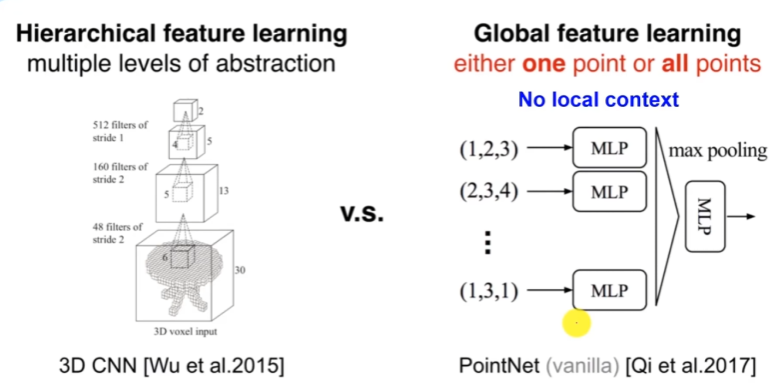 Hierarchical feature learning
multiple levels of abstraction
2
512 filters of
stride 1
4
5
160 filters of
stride 2
5
13
48 filters of
stride 2
6
30
3D voxel input
3D CNN [Wu et al.2015]
v.s.
Global feature learning
either one point or all points
No local context
(1,2,3)
MLP
max pooling
(2,3,4)
MLP
MLP
(1,3,1)
MLP
PointNet (vanilla) [Qi et al.2017]